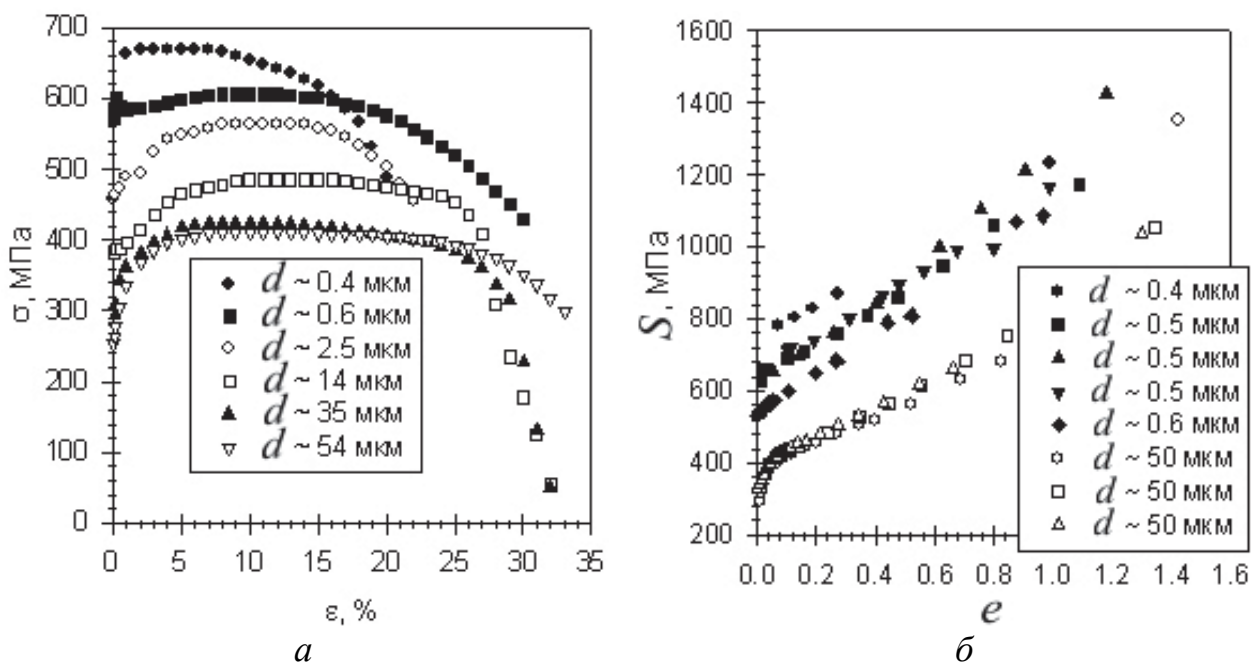 700
600
500
400
300
200
100
0
σ, МПа
d ~ 0.4 мкм
d ~ 0.6 мкм
d ~ 2.5 мкм
d ~ 14 мкм
d ~ 35 мкм
d ~ 54 мкм
0 5 10 15 20 25 30 35
ε, %
а
1600
1400
1200
1000
800
600
400
200
S, МПа
d ~ 0.4 мкм
d ~ 0.5 мкм
d ~ 0.5 мкм
d ~ 0.5 мкм
d ~ 0.6 мкм
d ~ 50 мкм
d ~ 50 мкм
d ~ 50 мкм
0.0 0.2 0.4 0.6 0.8 1.0 1.2 1.4 1.6
e
б